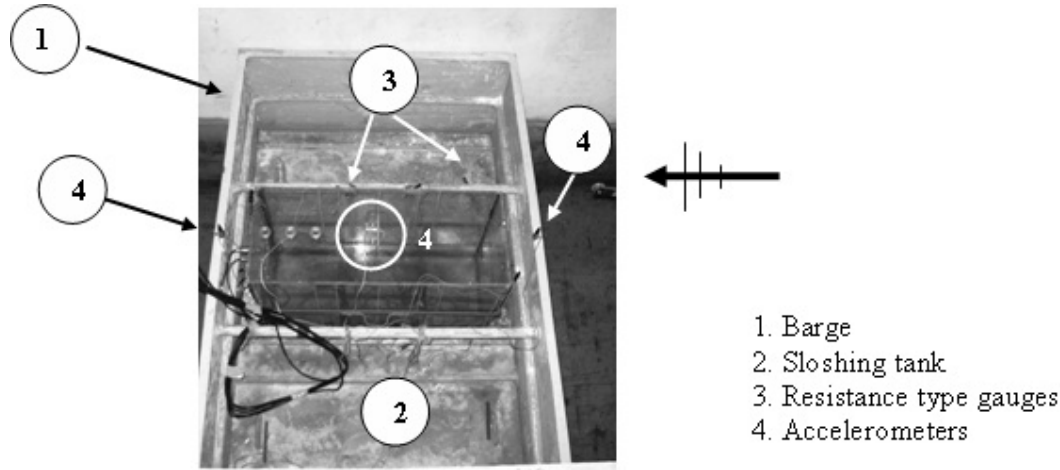 1
3
4
4
4
2
1. Barge
2. Sloshing tank
3. Resistance type gauges
4. Accelerometers